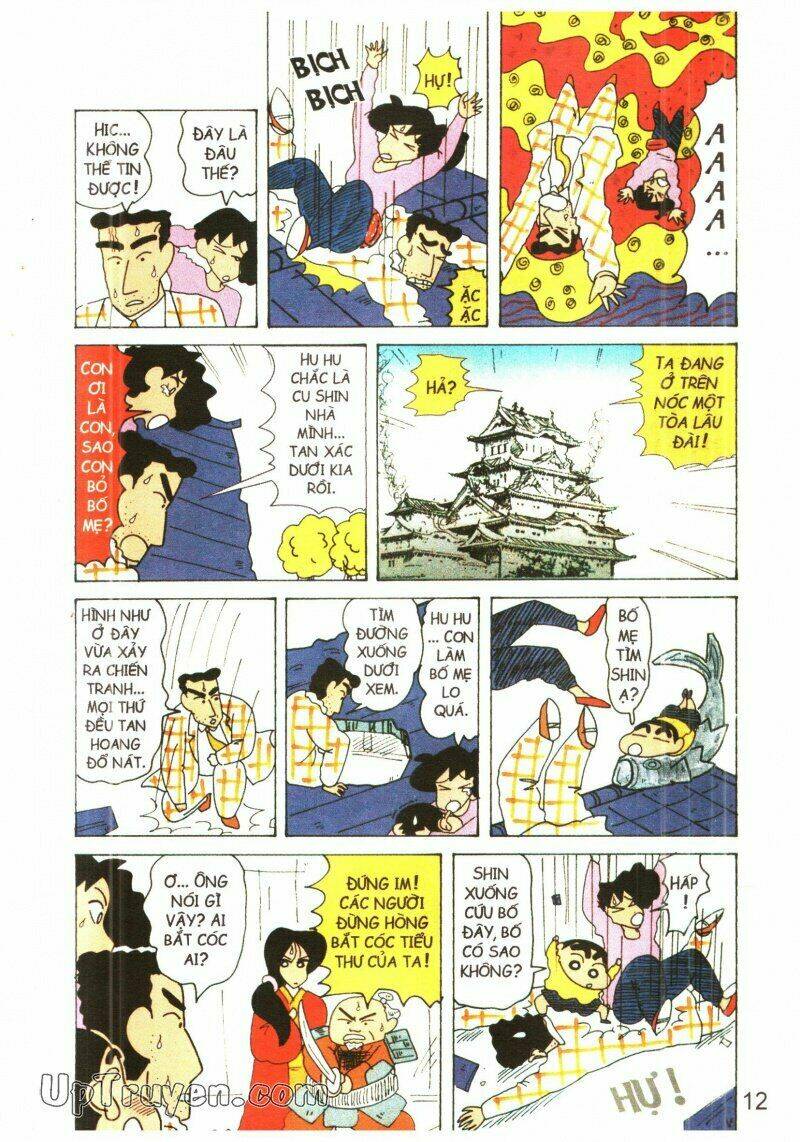 A
A
A
A
...
BỊCH
BỊCH
HỰ!
ẶC
ẶC
ĐÂY LÀ
ĐÂU
THẾ?
HIC...
KHÔNG
THỂ TIN
ĐƯỢC!
TA ĐANG
Ở TRÊN
NÓC MỘT
TÒA LÂU
ĐÀI!
HẢ?
HU HU
CHẮC LÀ
CU SHIN
NHÀ
MÌNH...
TAN XÁC
DƯỚI KIA
RỒI.
CON
ƠI
LÀ
CON,
SAO
CON
BỎ
BỐ
MẸ?
BỐ
MẸ
TÌM
SHIN
Ạ?
HU HU
... CON
LÀM
BỐ MẸ
LO
QUÁ.
TÌM
ĐƯỜNG
XUỐNG
DƯỚI
XEM.
HÌNH NHƯ
Ở ĐÂY
VỪA XẢY
RA CHIẾN
TRANH...
MỌI THỨ
ĐỀU TAN
HOANG
ĐỔ NÁT.
HẤP
!
SHIN
XUỐNG
CỨU BỐ
ĐÂY, BỐ
CÓ SAO
KHÔNG?
HỰ!
ĐỨNG IM!
CÁC NGƯỜI
ĐỪNG HÒNG
BẮT CÓC TIỂU
THƯ CỦA TA!
Ơ... ÔNG
NÓI GÌ
VẬY? AI
BẮT CÓC
AI?
UpTruyen.com
12